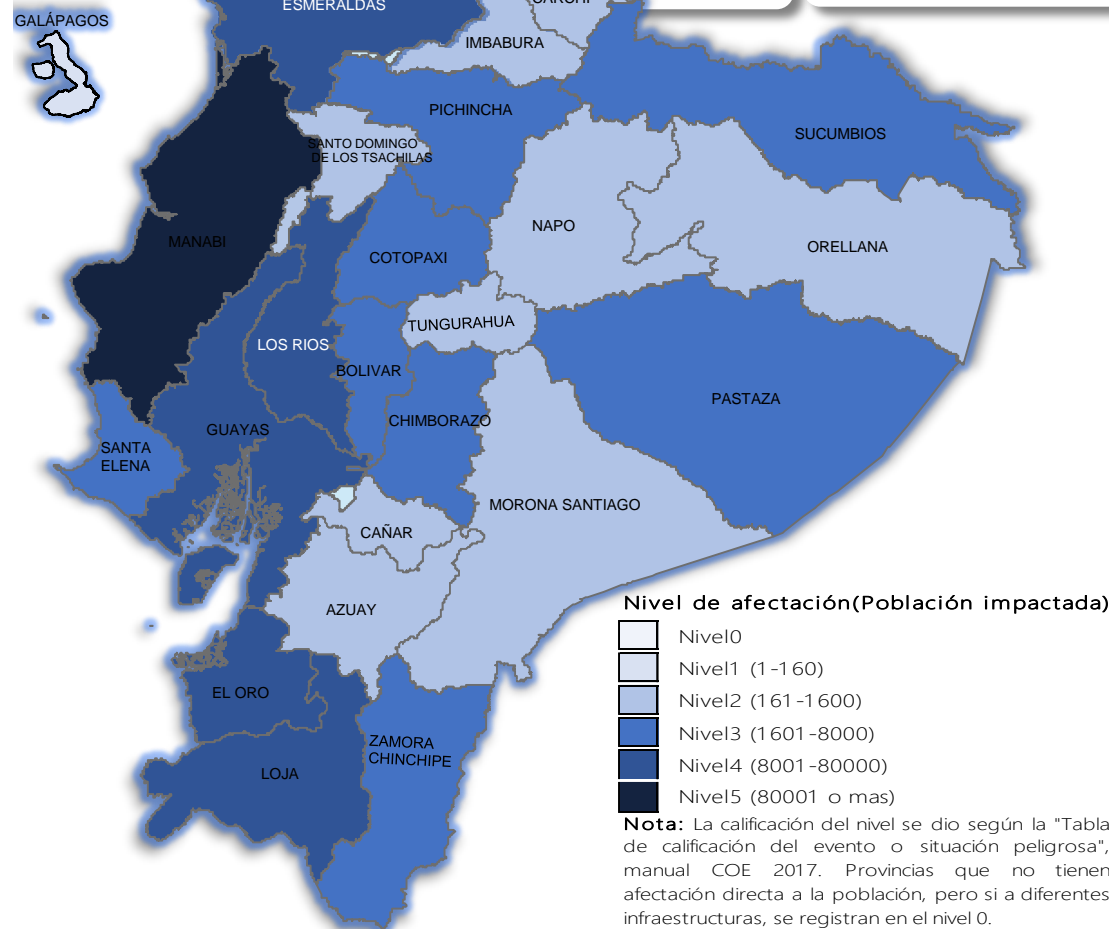 ESMERALDAS
CARCHI
GALÁPAGOS
IMBABURA
PICHINCHA
SUCUMBIOS
SANTO DOMINGO
DE LOS TSACHILAS
NAPO
MANABI
ORELLANA
COTOPAXI
TUNGURAHUA
LOS RIOS
BOLIVAR
PASTAZA
CHIMBORAZO
GUAYAS
SANTA
ELENA
MORONA SANTIAGO
CAÑAR
AZUAY
EL ORO
ZAMORA
CHINCHIPE
LOJA
Nivel de afectación(Población impactada)
Nivel0
Nivel1 (1-160)
Nivel2 (161-1600)
Nivel3 (1601-8000)
Nivel4 (8001-80000)
Nivel5 (80001 o mas)
Nota: La calificación del nivel se dio según la "Tabla
de calificación del evento o situación peligrosa",
manual COE 2017. Provincias que no tienen
afectación directa a la población, pero si a diferentes
infraestructuras, se registran en el nivel 0.